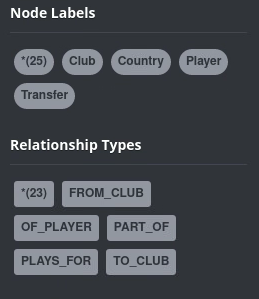 Node Labels
*(25) Club Country Player
Transfer
Relationship Types
*(23) FROM_CLUB
OF_PLAYER PART_OF
PLAYS_FOR TO_CLUB